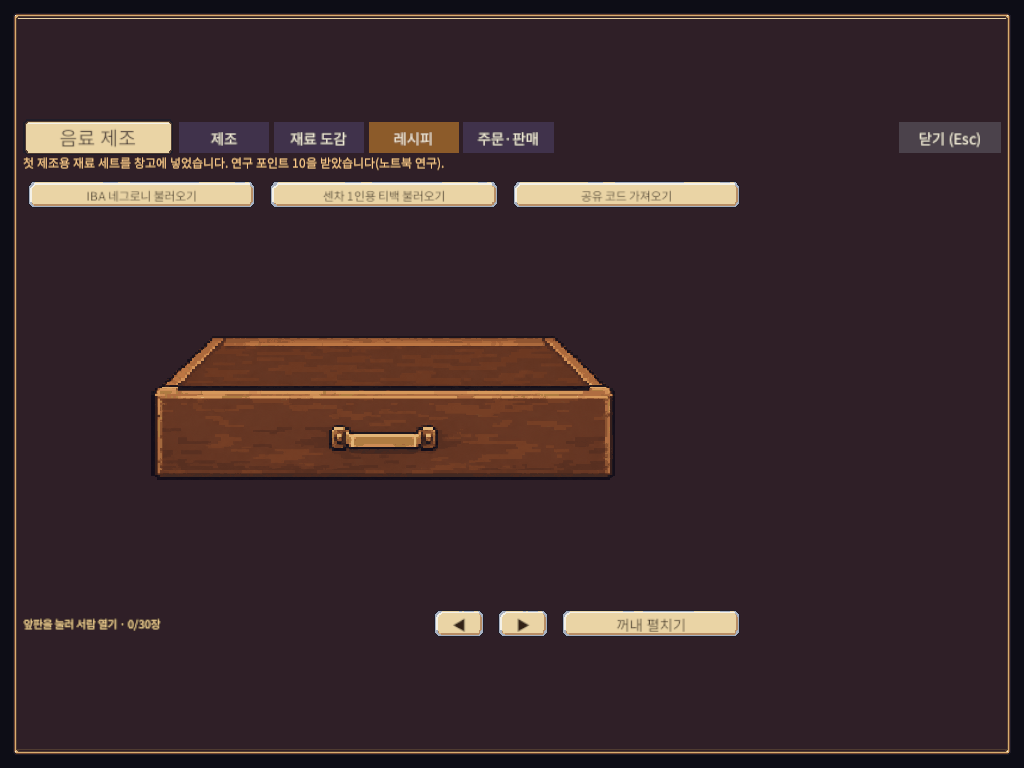 음료 제조
제조
재료 도감
레시피
주문·판매
닫기 (Esc)
첫 제조용 재료 세트를 창고에 넣었습니다. 연구 포인트 10을 받았습니다(노트북 연구).
IBA 네그로니 불러오기
센차 1인용 티백 불러오기
공유 코드 가져오기
앞판을 눌러 서랍 열기 · 0/30장
◀
▶
꺼내 펼치기